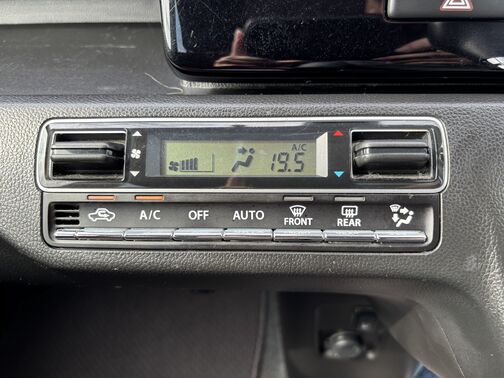 A/C
19.5
A/C OFF AUTO FRONT REAR